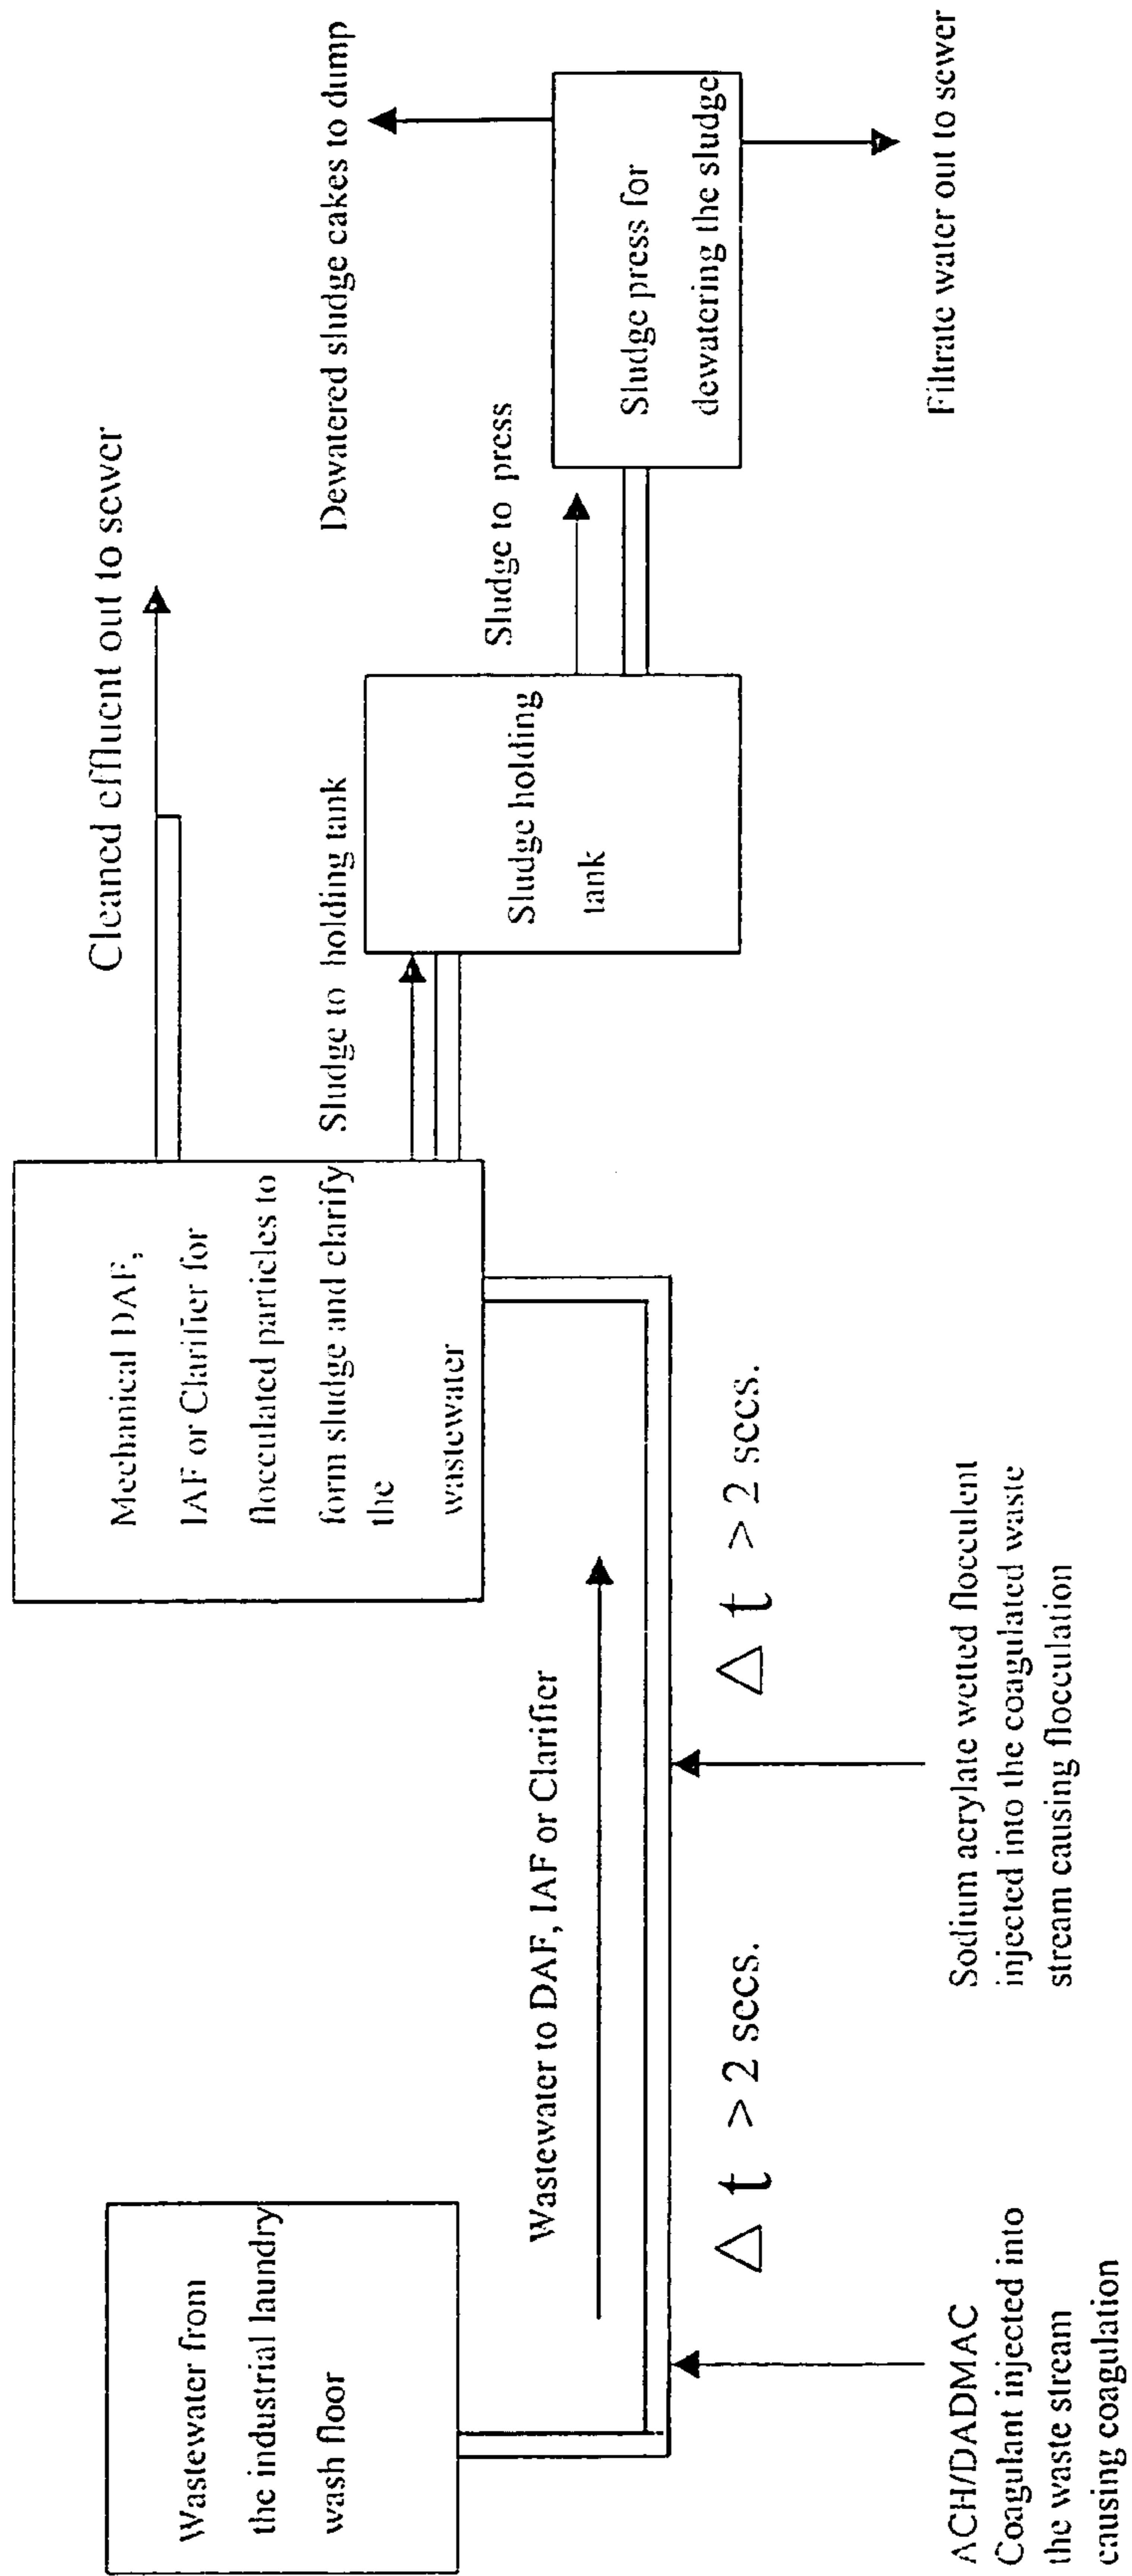 Wastewater from
the industrial laundry
wash floor
Wastewater to DAF, IAF or Clarifier
Δ t > 2 secs.
Δ t > 2 secs.
ACH/DADMAC
Coagulant injected into
the waste stream
causing coagulation
Sodium acrylate wetted flocculent
injected into the coagulated waste
stream causing flocculation
Mechanical DAF,
IAF or Clarifier for
flocculated particles to
form sludge and clarify
the
wastewater
Cleaned effluent out to sewer
Sludge to holding tank
Sludge holding
tank
Sludge to press
Sludge press for
dewatering the sludge
Dewatered sludge cakes to dump
Filtrate water out to sewer